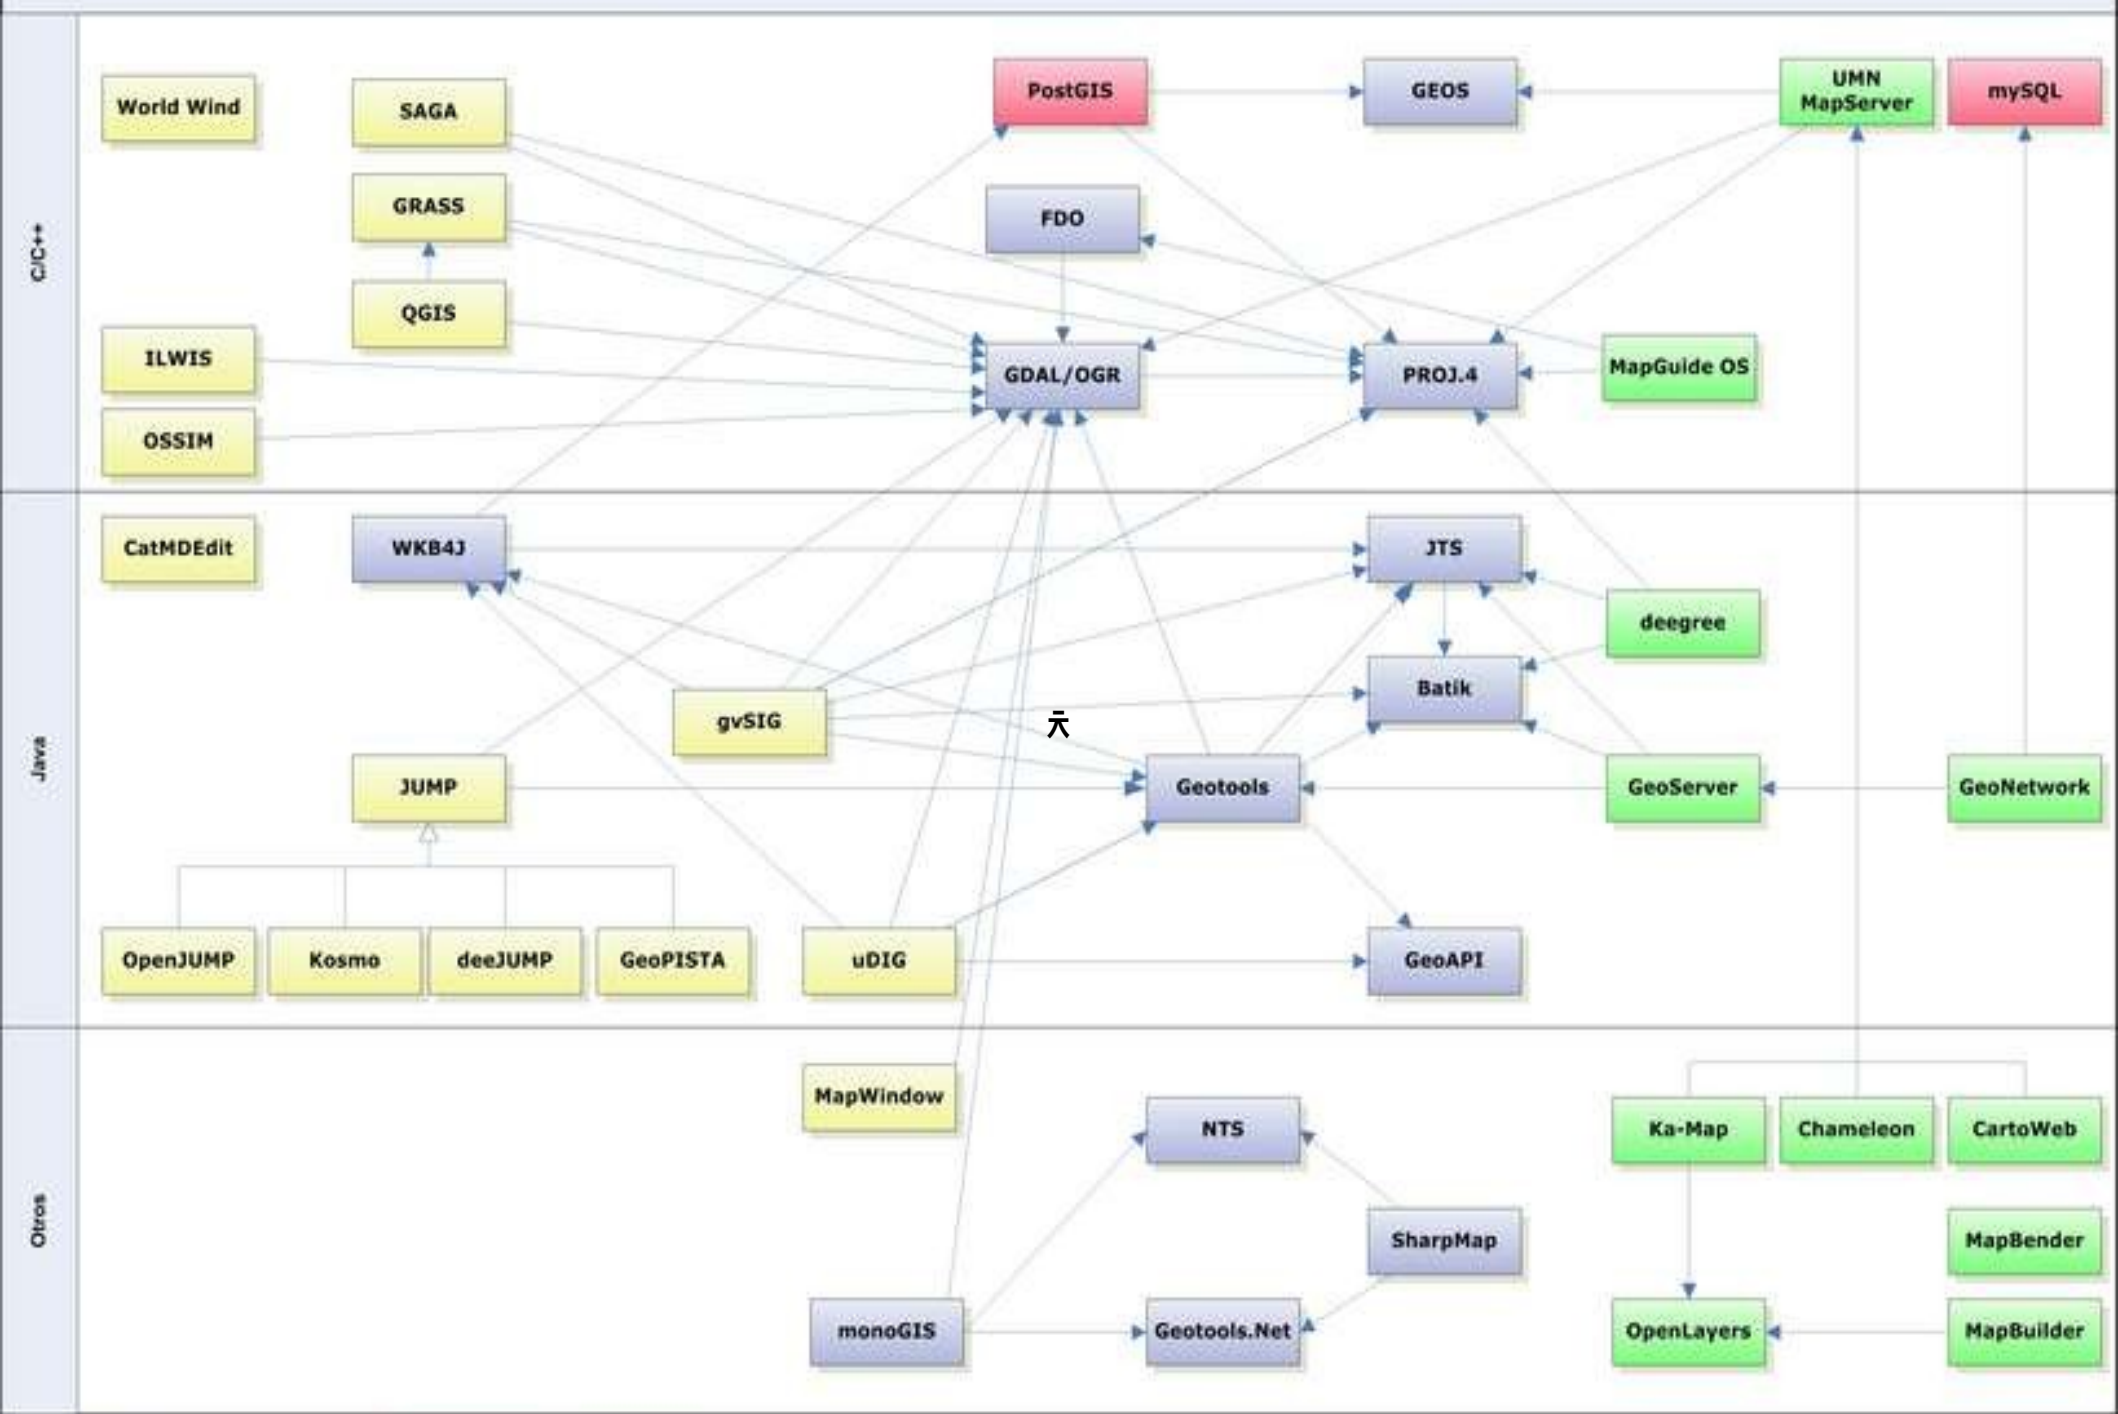 C/C++
World Wind
SAGA
PostGIS
GEOS
UMN
MapServer
mySQL
GRASS
FDO
QGIS
ILWIS
GDAL/OGR
PROJ.4
MapGuide OS
OSSIM
Java
CatMDEdit
WKB4J
JTS
deegree
Batik
gvSIG
JUMP
Geotools
GeoServer
GeoNetwork
OpenJUMP
Kosmo
deeJUMP
GeoPISTA
uDIG
GeoAPI
Otros
MapWindow
NTS
Ka-Map
Chameleon
CartoWeb
SharpMap
MapBender
monoGIS
Geotools.Net
OpenLayers
MapBuilder